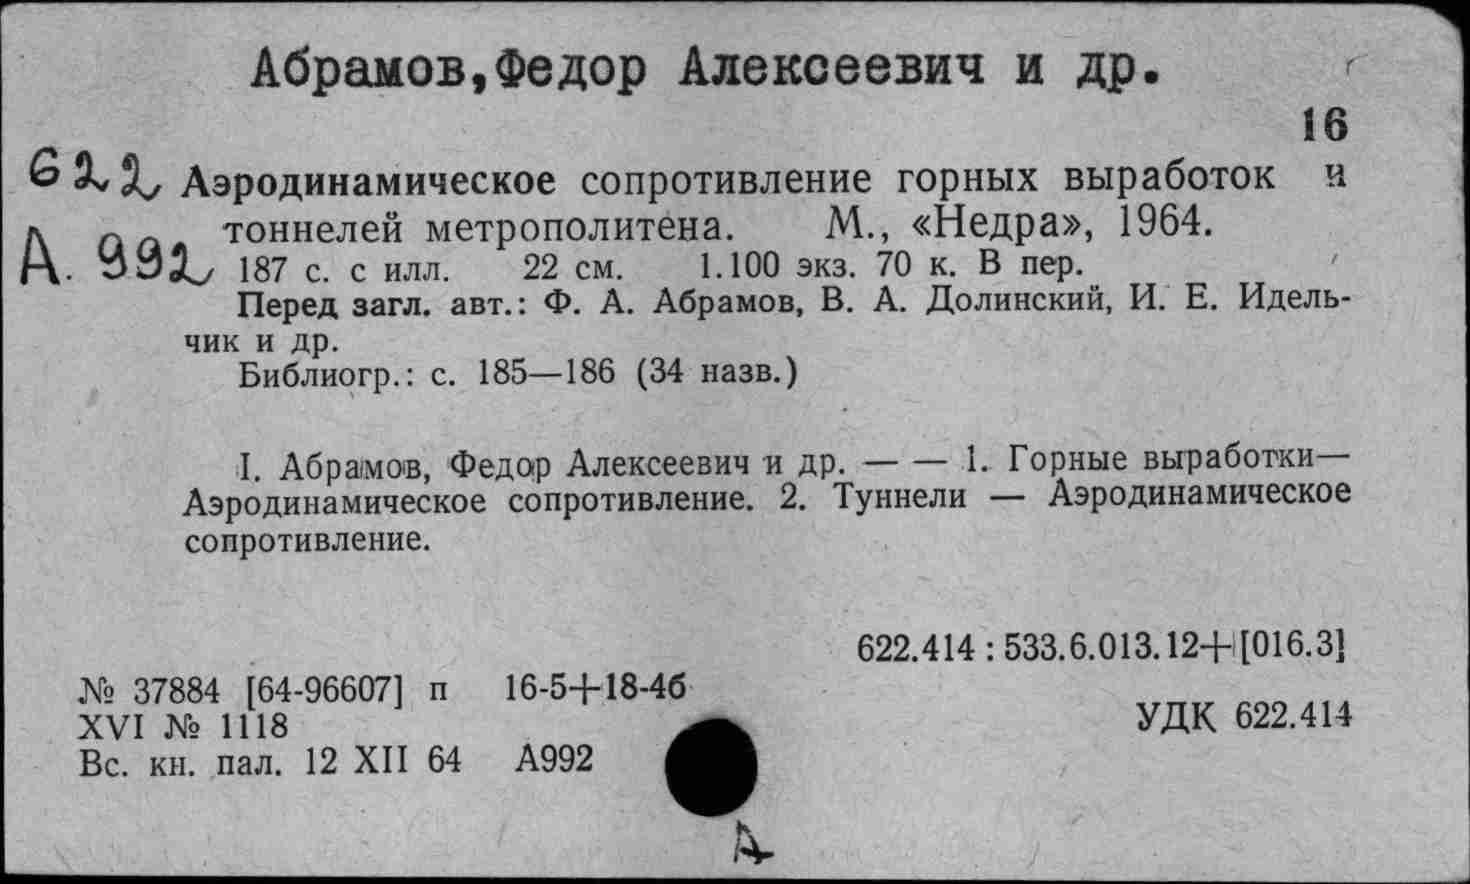 Абрамов,Федор Алексеевич и др.
16
622 Аэродинамическое сопротивление горных выработок и
А. 992 тоннелей метрополитена. М., «Недра», 1964.
187 с. с илл. 22 см. 1.100 экз. 70 к. В пер.
Перед загл. авт.: Ф. А. Абрамов, В. А. Долинский, И. Е. Идель-
чик и др.
Библиогр.: с. 185—186 (34 назв.)
I. Абрамов, Федор Алексеевич и др. — — 1. Горные выработки—
Аэродинамическое сопротивление. 2. Туннели — Аэродинамическое
сопротивление.
622.414 : 533.6.013.12+[016.3]
№ 37884 [64-96607] п 16-5+18-4б
УДК 622.414
XVI № 1118
Вс. кн. пал. 12 XII 64 А992
А